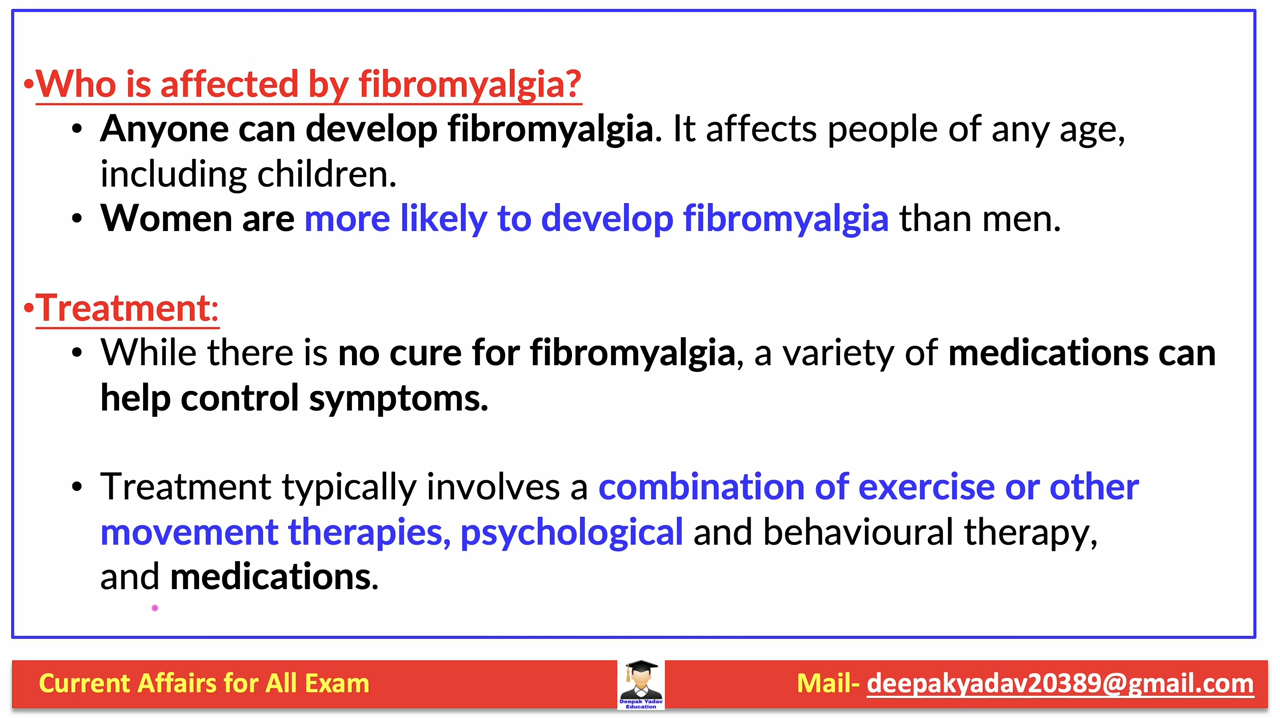 •Who is affected by fibromyalgia?
• Anyone can develop fibromyalgia. It affects people of any age,
including children.
• Women are more likely to develop fibromyalgia than men.
•Treatment:
• While there is no cure for fibromyalgia, a variety of medications can
help control symptoms.
• Treatment typically involves a combination of exercise or other
movement therapies, psychological and behavioural therapy,
and medications.
Current Affairs for All Exam
Deepak Yadav
Education
Mail- deepakyadav20389@gmail.com